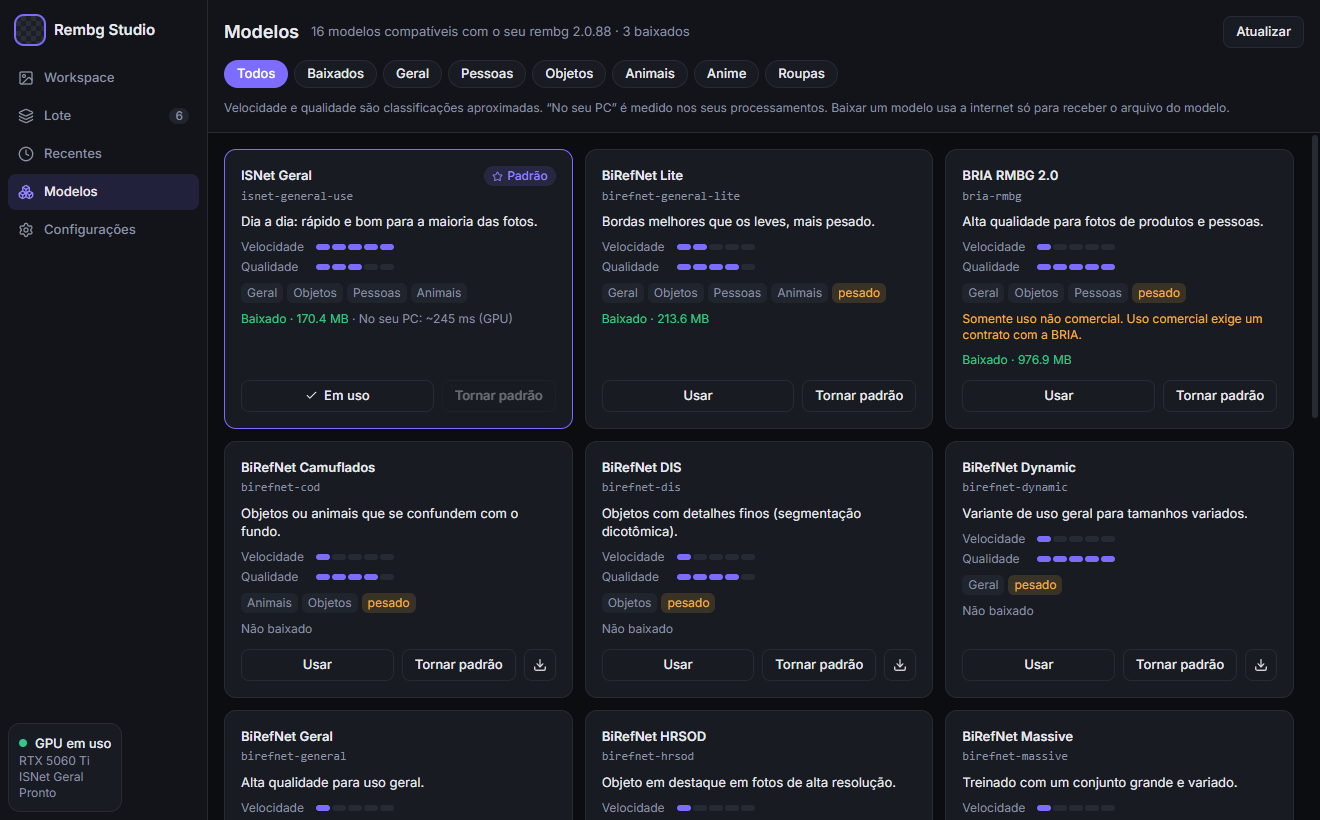 Rembg Studio
Workspace
Lote 6
Recentes
Modelos
Configurações
GPU em uso
RTX 5060 Ti
ISNet Geral
Pronto
Modelos 16 modelos compatíveis com o seu rembg 2.0.88 · 3 baixados Atualizar
Todos Baixados Geral Pessoas Objetos Animais Anime Roupas
Velocidade e qualidade são classificações aproximadas. “No seu PC” é medido nos seus processamentos. Baixar um modelo usa a internet só para receber o arquivo do modelo.
ISNet Geral Padrão
isnet-general-use
Dia a dia: rápido e bom para a maioria das fotos.
Velocidade
Qualidade
Geral Objetos Pessoas Animais
Baixado · 170.4 MB · No seu PC: ~245 ms (GPU)
Em uso Tornar padrão
BiRefNet Lite
birefnet-general-lite
Bordas melhores que os leves, mais pesado.
Velocidade
Qualidade
Geral Objetos Pessoas Animais pesado
Baixado · 213.6 MB
Usar Tornar padrão
BRIA RMBG 2.0
bria-rmbg
Alta qualidade para fotos de produtos e pessoas.
Velocidade
Qualidade
Geral Objetos Pessoas pesado
Somente uso não comercial. Uso comercial exige um
contrato com a BRIA.
Baixado · 976.9 MB
Usar Tornar padrão
BiRefNet Camuflados
birefnet-cod
Objetos ou animais que se confundem com o
fundo.
Velocidade
Qualidade
Animais Objetos pesado
Não baixado
Usar Tornar padrão
BiRefNet DIS
birefnet-dis
Objetos com detalhes finos (segmentação
dicotômica).
Velocidade
Qualidade
Objetos pesado
Não baixado
Usar Tornar padrão
BiRefNet Dynamic
birefnet-dynamic
Variante de uso geral para tamanhos variados.
Velocidade
Qualidade
Geral pesado
Não baixado
Usar Tornar padrão
BiRefNet Geral
birefnet-general
Alta qualidade para uso geral.
Velocidade
BiRefNet HRSOD
birefnet-hrsod
Objeto em destaque em fotos de alta resolução.
Velocidade
BiRefNet Massive
birefnet-massive
Treinado com um conjunto grande e variado.
Velocidade